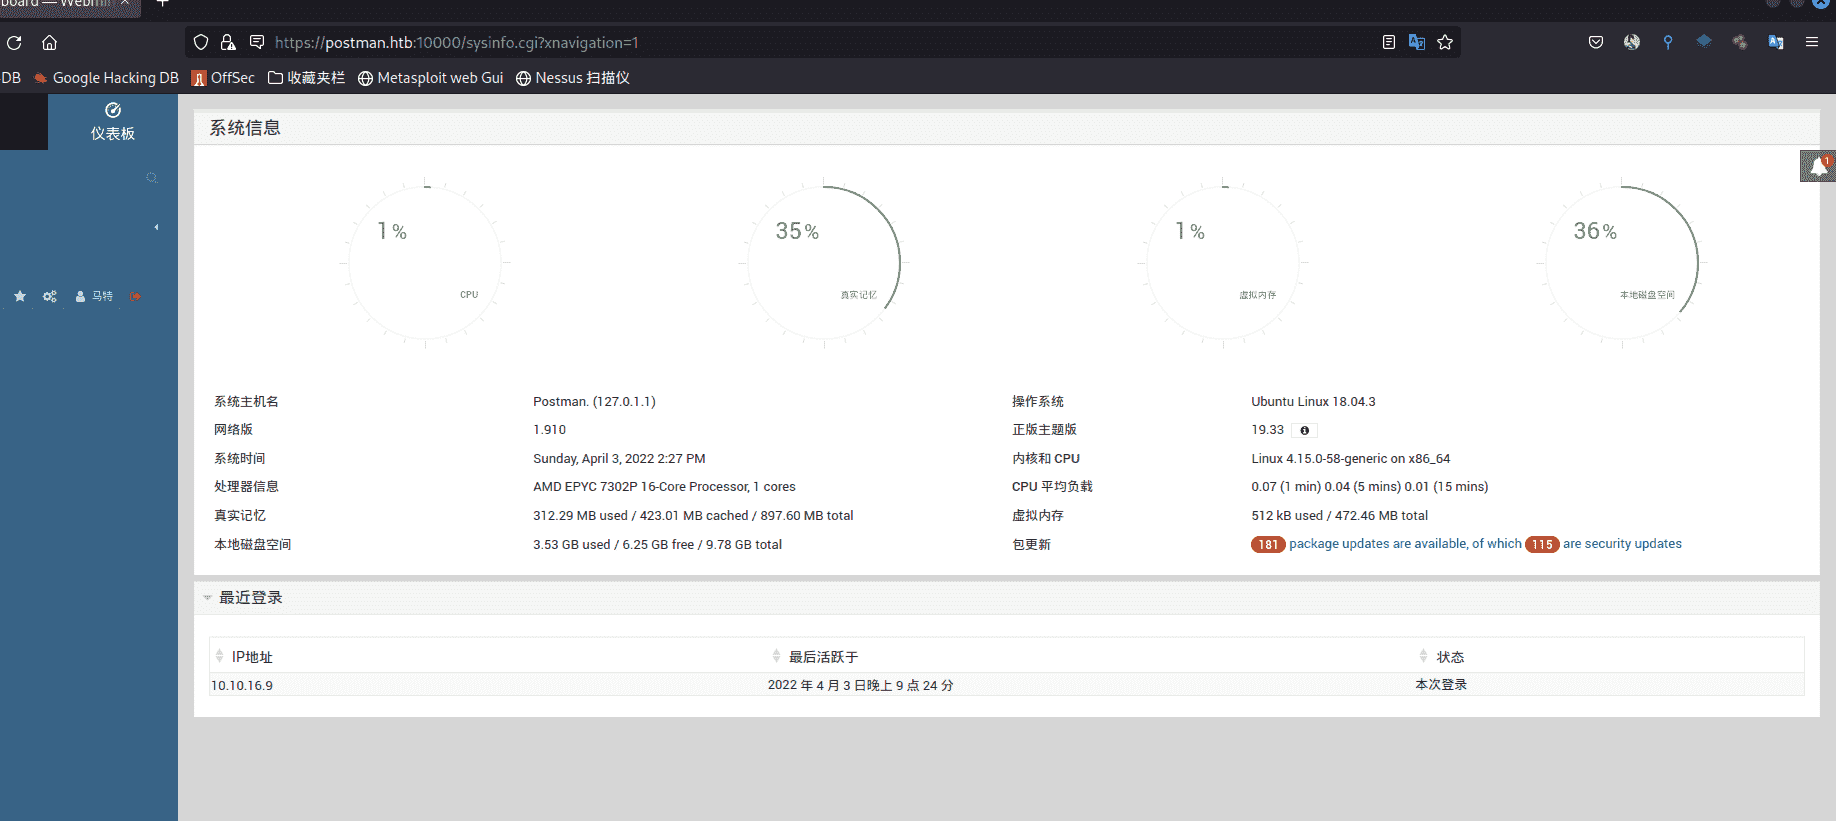 board — Webmin
https://postman.htb:10000/sysinfo.cgi?xnavigation=1
DB Google Hacking DB OffSec 收藏夹栏 Metasploit web Gui Nessus 扫描仪
仪表板
系统信息
1
1% 35% 1% 36%
CPU 真实记忆 虚拟内存 本地磁盘空间
马特
系统主机名 Postman. (127.0.1.1) 操作系统 Ubuntu Linux 18.04.3
网络版 1.910 正版主题版 19.33
系统时间 Sunday, April 3, 2022 2:27 PM 内核和 CPU Linux 4.15.0-58-generic on x86_64
处理器信息 AMD EPYC 7302P 16-Core Processor, 1 cores CPU 平均负载 0.07 (1 min) 0.04 (5 mins) 0.01 (15 mins)
真实记忆 312.29 MB used / 423.01 MB cached / 897.60 MB total 虚拟内存 512 kB used / 472.46 MB total
本地磁盘空间 3.53 GB used / 6.25 GB free / 9.78 GB total 包更新 181 package updates are available, of which 115 are security updates
最近登录
IP地址 最后活跃于 状态
10.10.16.9 2022 年 4 月 3 日晚上 9 点 24 分 本次登录